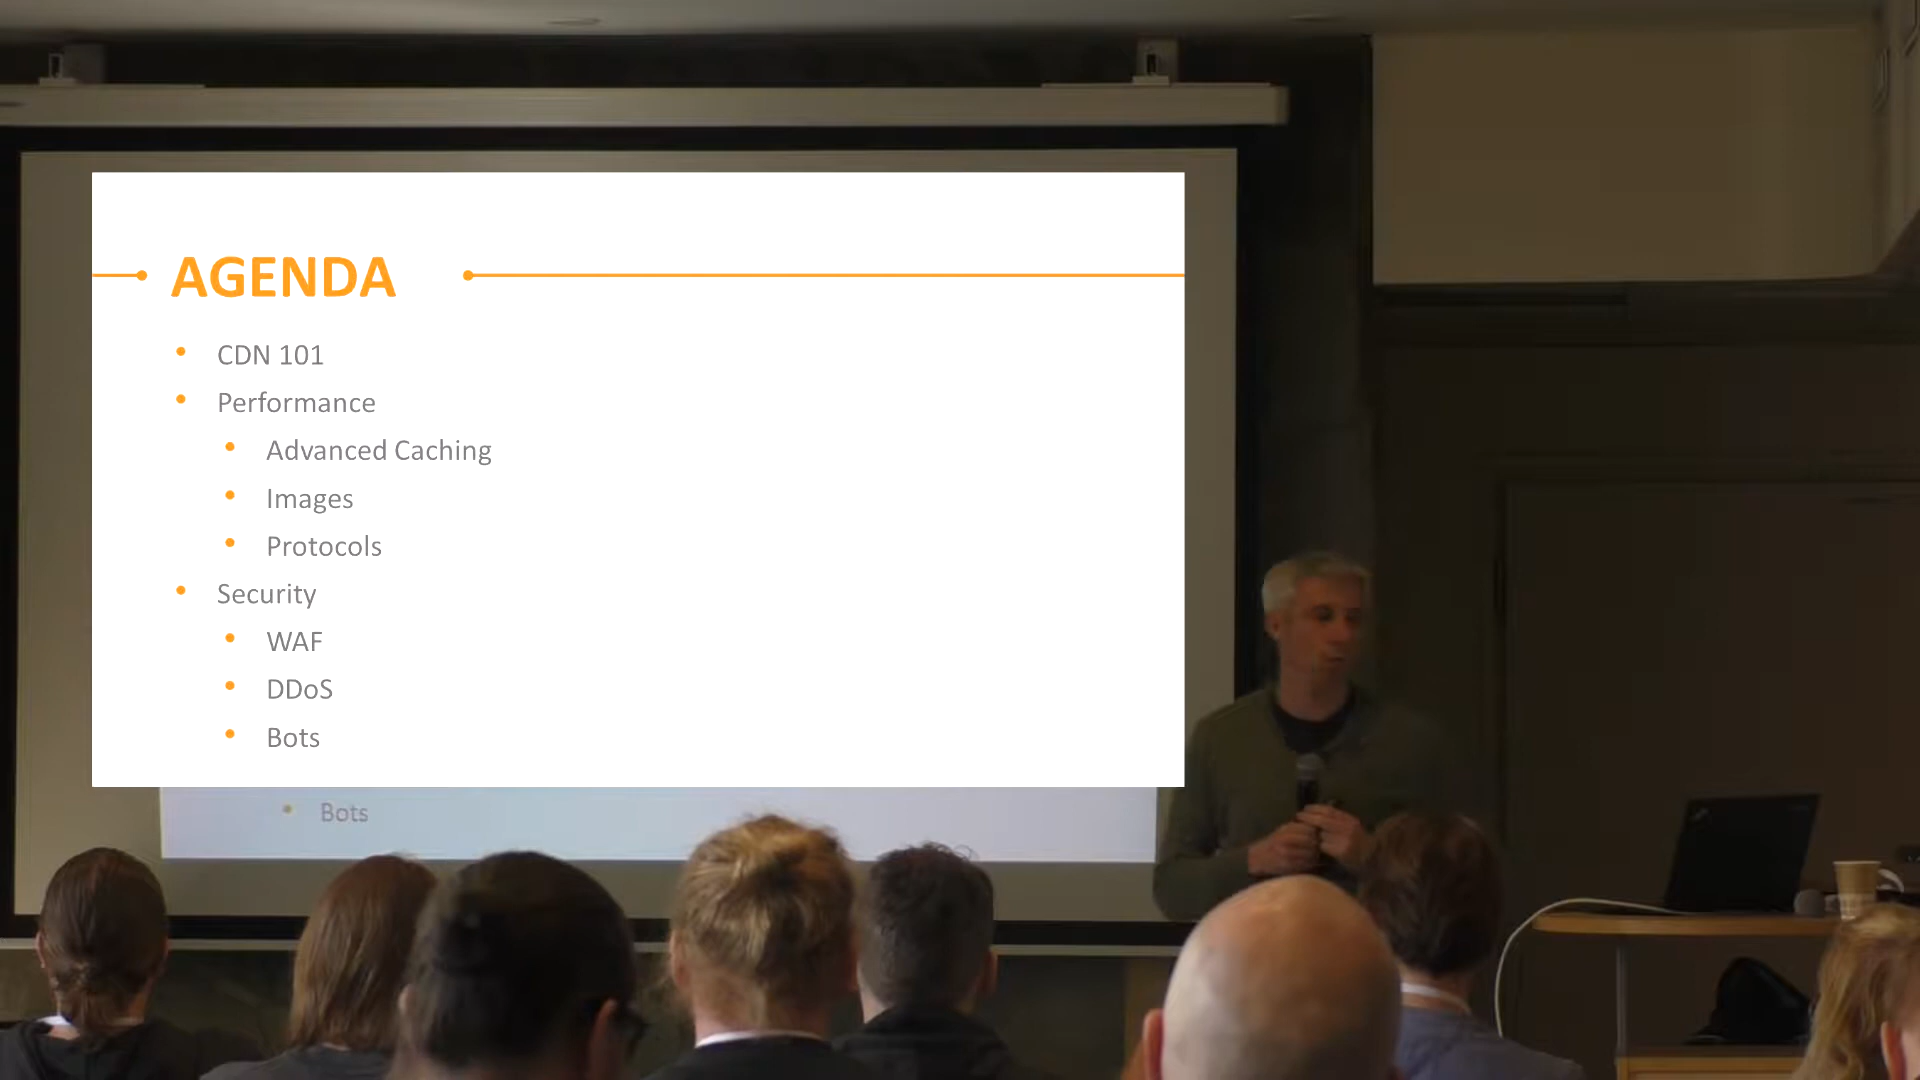 AGENDA
CDN 101
Performance
Advanced Caching
Images
Protocols
Security
WAF
DDoS
Bots
Bots